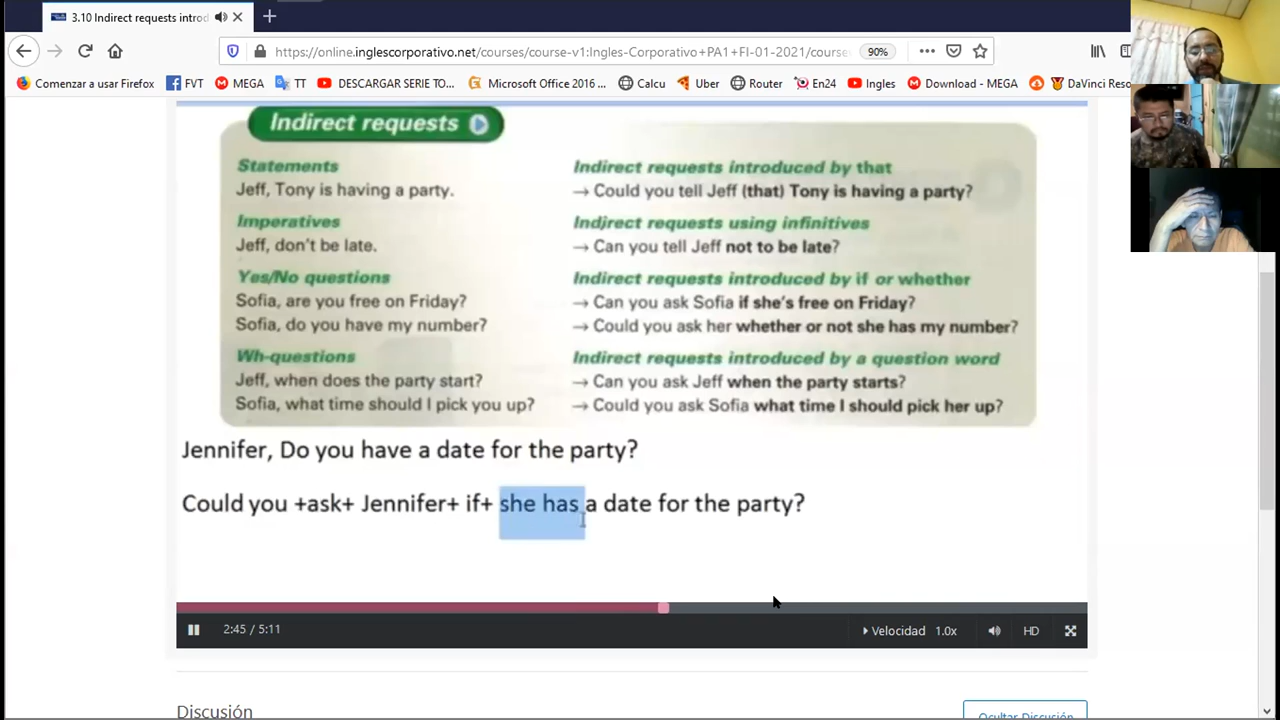 3.10 Indirect requests introd
https://online.inglescorporativo.net/courses/course-v1:Ingles-Corporativo+PA1+FI-01-2021/course
90%
Comenzar a usar Firefox
FVT
MEGA
TT
DESCARGAR SERIE TO...
Microsoft Office 2016 ...
Calcu
Uber
Router
En24
Ingles
Download - MEGA
DaVinci Reso
Indirect requests
Statements
Jeff, Tony is having a party.
Indirect requests introduced by that
→ Could you tell Jeff (that) Tony is having a party?
Imperatives
Jeff, don't be late.
Indirect requests using infinitives
→ Can you tell Jeff not to be late?
Yes/No questions
Sofia, are you free on Friday?
Sofia, do you have my number?
Indirect requests introduced by if or whether
→ Can you ask Sofia if she's free on Friday?
→ Could you ask her whether or not she has my number?
Wh-questions
Jeff, when does the party start?
Sofia, what time should I pick you up?
Indirect requests introduced by a question word
→ Can you ask Jeff when the party starts?
→ Could you ask Sofia what time I should pick her up?
Jennifer, Do you have a date for the party?
Could you +ask+ Jennifer+ if+ she has a date for the party?
2:45 / 5:11
Velocidad 1.0x
HD
Discusión
Ocultar Discusión